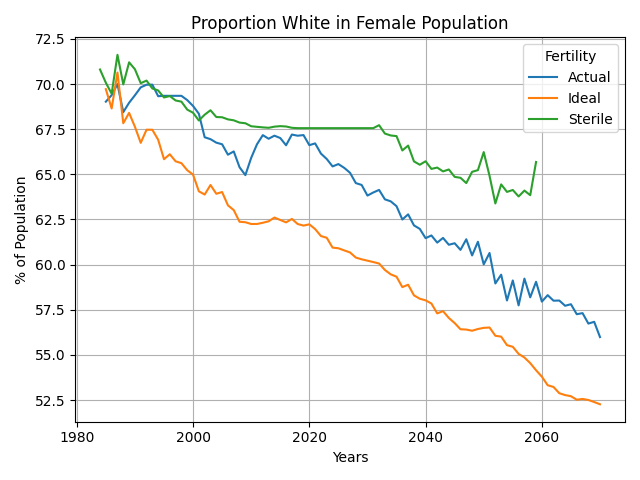 Proportion White in Female Population
% of Population
72.5
70.0
67.5
65.0
62.5
60.0
57.5
55.0
52.5
Fertility
Actual
Ideal
Sterile
1980
2000
2020
2040
2060
Years